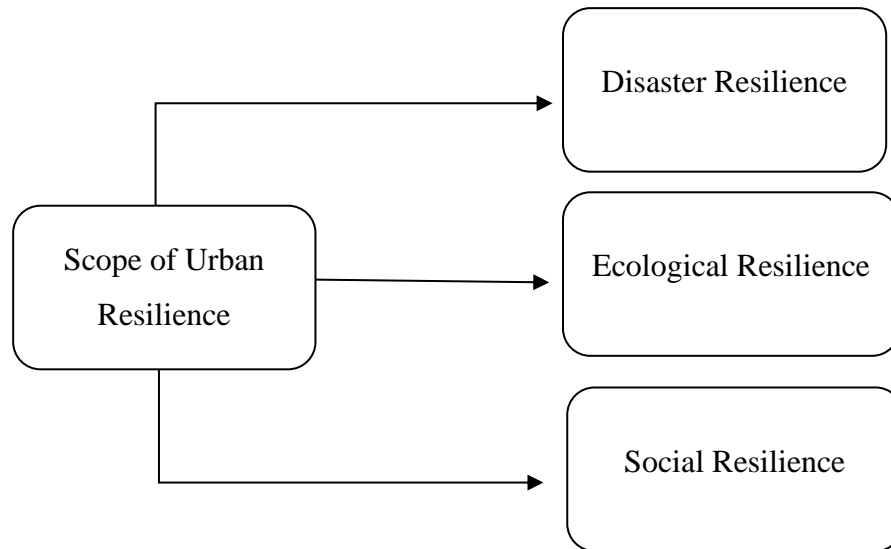 Disaster Resilience
Scope of Urban
Resilience
Ecological Resilience
Social Resilience